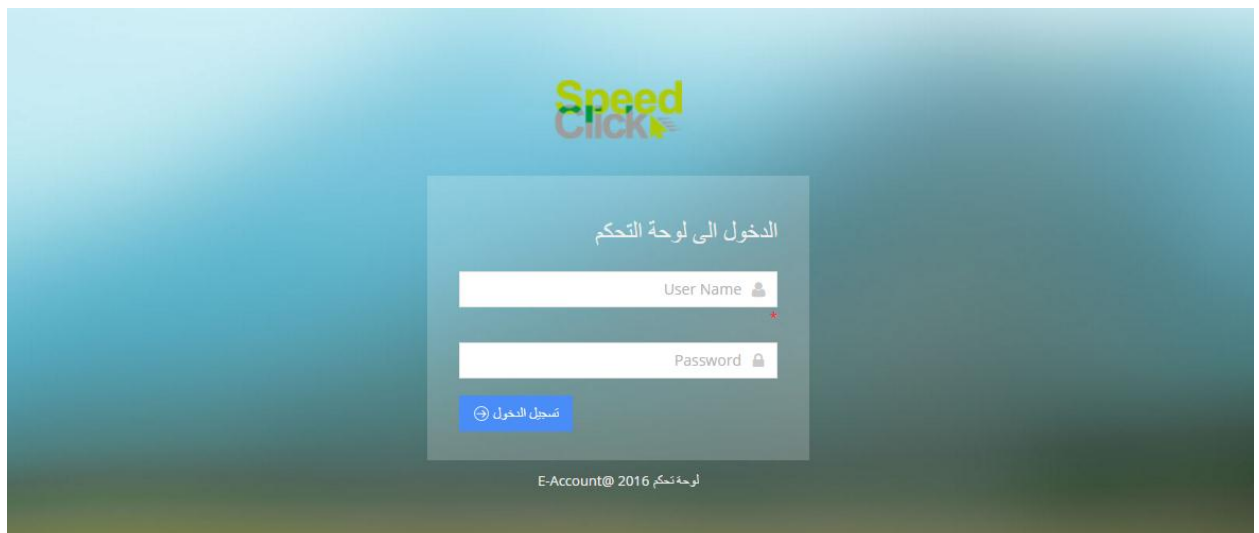 Speed
Click
الدخول الى لوحة التحكم
User Name
*
Password
تسجيل الدخول
لوحة تحكم 2016 @E-Account